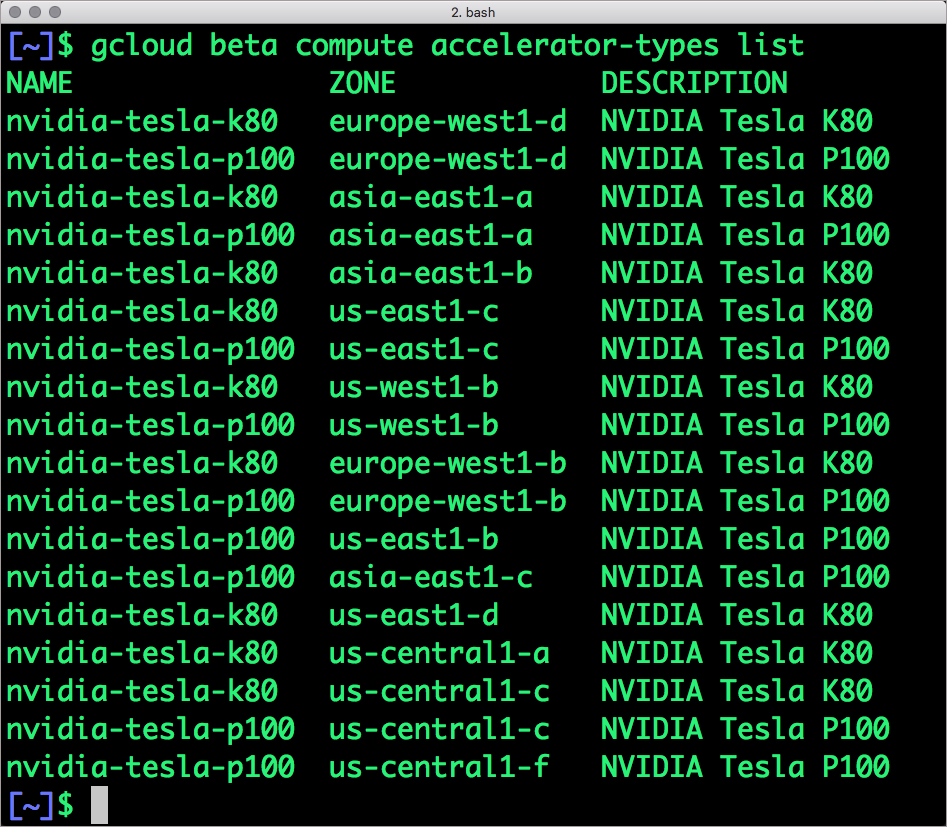 2. bash
[~]$ gcloud beta compute accelerator-types list
NAME ZONE DESCRIPTION
nvidia-tesla-k80 europe-west1-d NVIDIA Tesla K80
nvidia-tesla-p100 europe-west1-d NVIDIA Tesla P100
nvidia-tesla-k80 asia-east1-a NVIDIA Tesla K80
nvidia-tesla-p100 asia-east1-a NVIDIA Tesla P100
nvidia-tesla-k80 asia-east1-b NVIDIA Tesla K80
nvidia-tesla-k80 us-east1-c NVIDIA Tesla K80
nvidia-tesla-p100 us-east1-c NVIDIA Tesla P100
nvidia-tesla-k80 us-west1-b NVIDIA Tesla K80
nvidia-tesla-p100 us-west1-b NVIDIA Tesla P100
nvidia-tesla-k80 europe-west1-b NVIDIA Tesla K80
nvidia-tesla-p100 europe-west1-b NVIDIA Tesla P100
nvidia-tesla-p100 us-east1-b NVIDIA Tesla P100
nvidia-tesla-p100 asia-east1-c NVIDIA Tesla P100
nvidia-tesla-k80 us-east1-d NVIDIA Tesla K80
nvidia-tesla-k80 us-central1-a NVIDIA Tesla K80
nvidia-tesla-k80 us-central1-c NVIDIA Tesla K80
nvidia-tesla-p100 us-central1-c NVIDIA Tesla P100
nvidia-tesla-p100 us-central1-f NVIDIA Tesla P100
[~]$